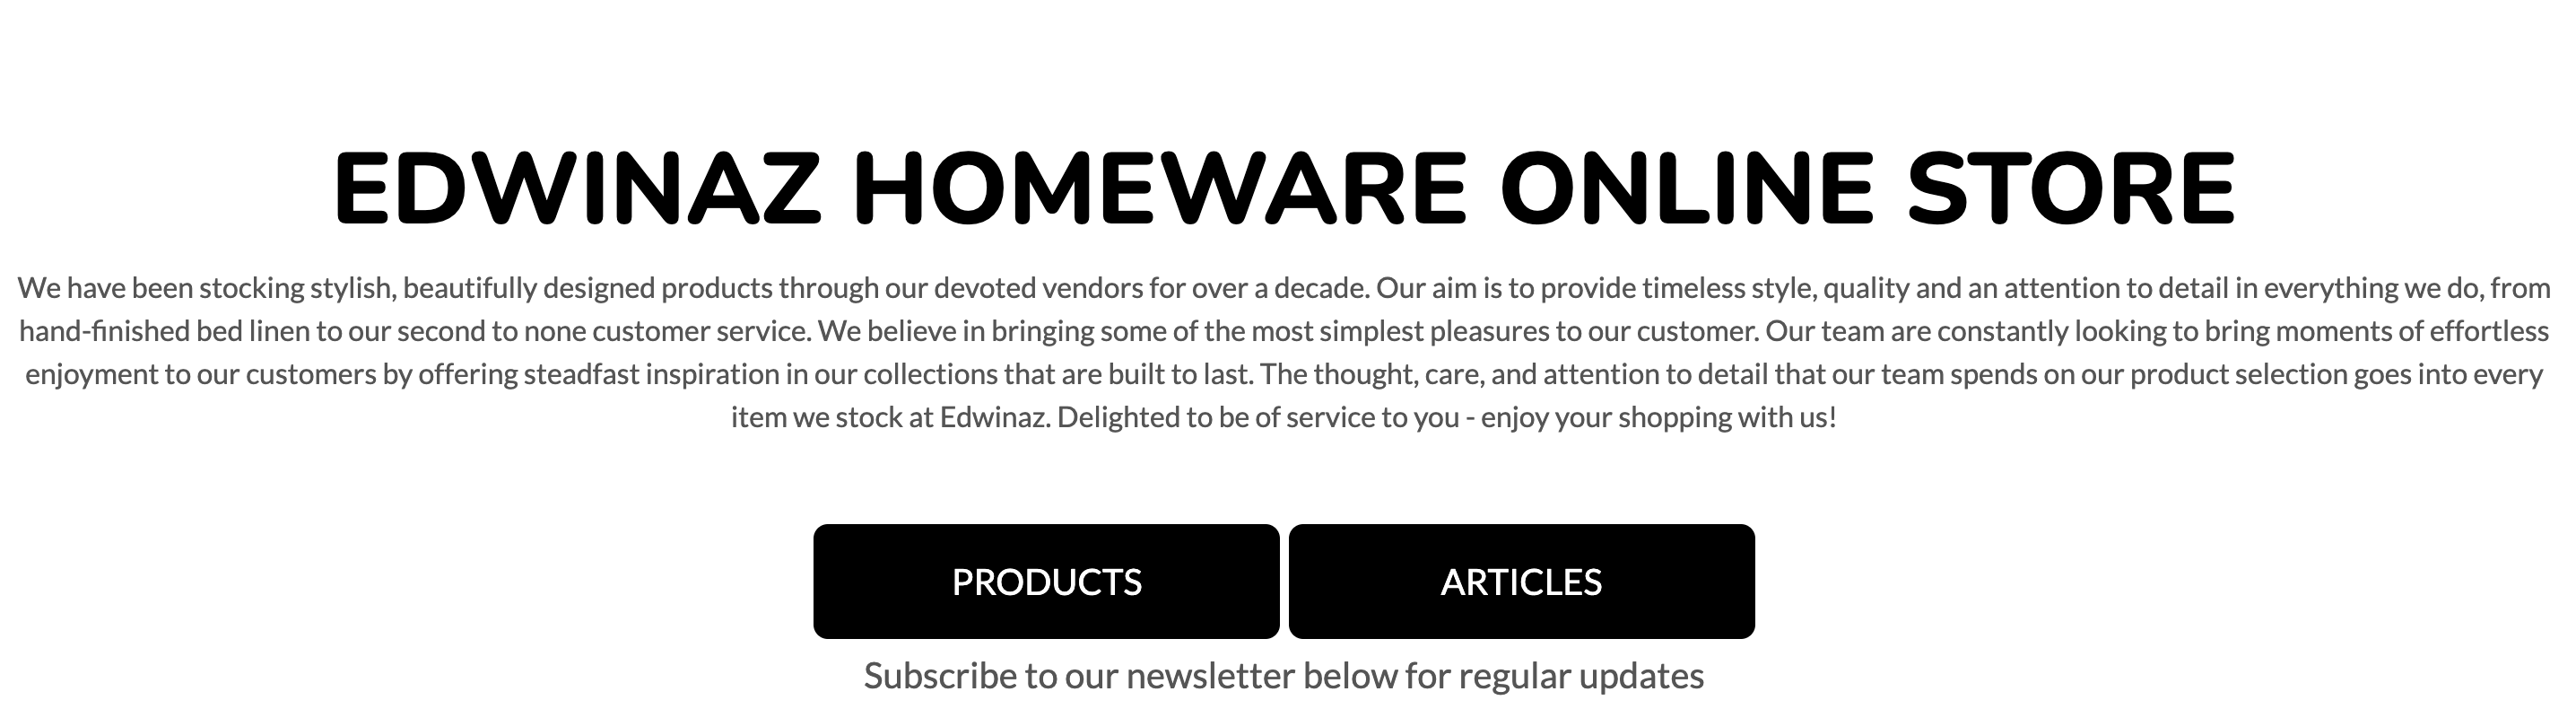 EDWINAZ HOMEWARE ONLINE STORE
We have been stocking stylish, beautifully designed products through our devoted vendors for over a decade. Our aim is to provide timeless style, quality and an attention to detail in everything we do, from
hand-finished bed linen to our second to none customer service. We believe in bringing some of the most simplest pleasures to our customer. Our team are constantly looking to bring moments of effortless
enjoyment to our customers by offering steadfast inspiration in our collections that are built to last. The thought, care, and attention to detail that our team spends on our product selection goes into every
item we stock at Edwinaz. Delighted to be of service to you - enjoy your shopping with us!
PRODUCTS
ARTICLES
Subscribe to our newsletter below for regular updates